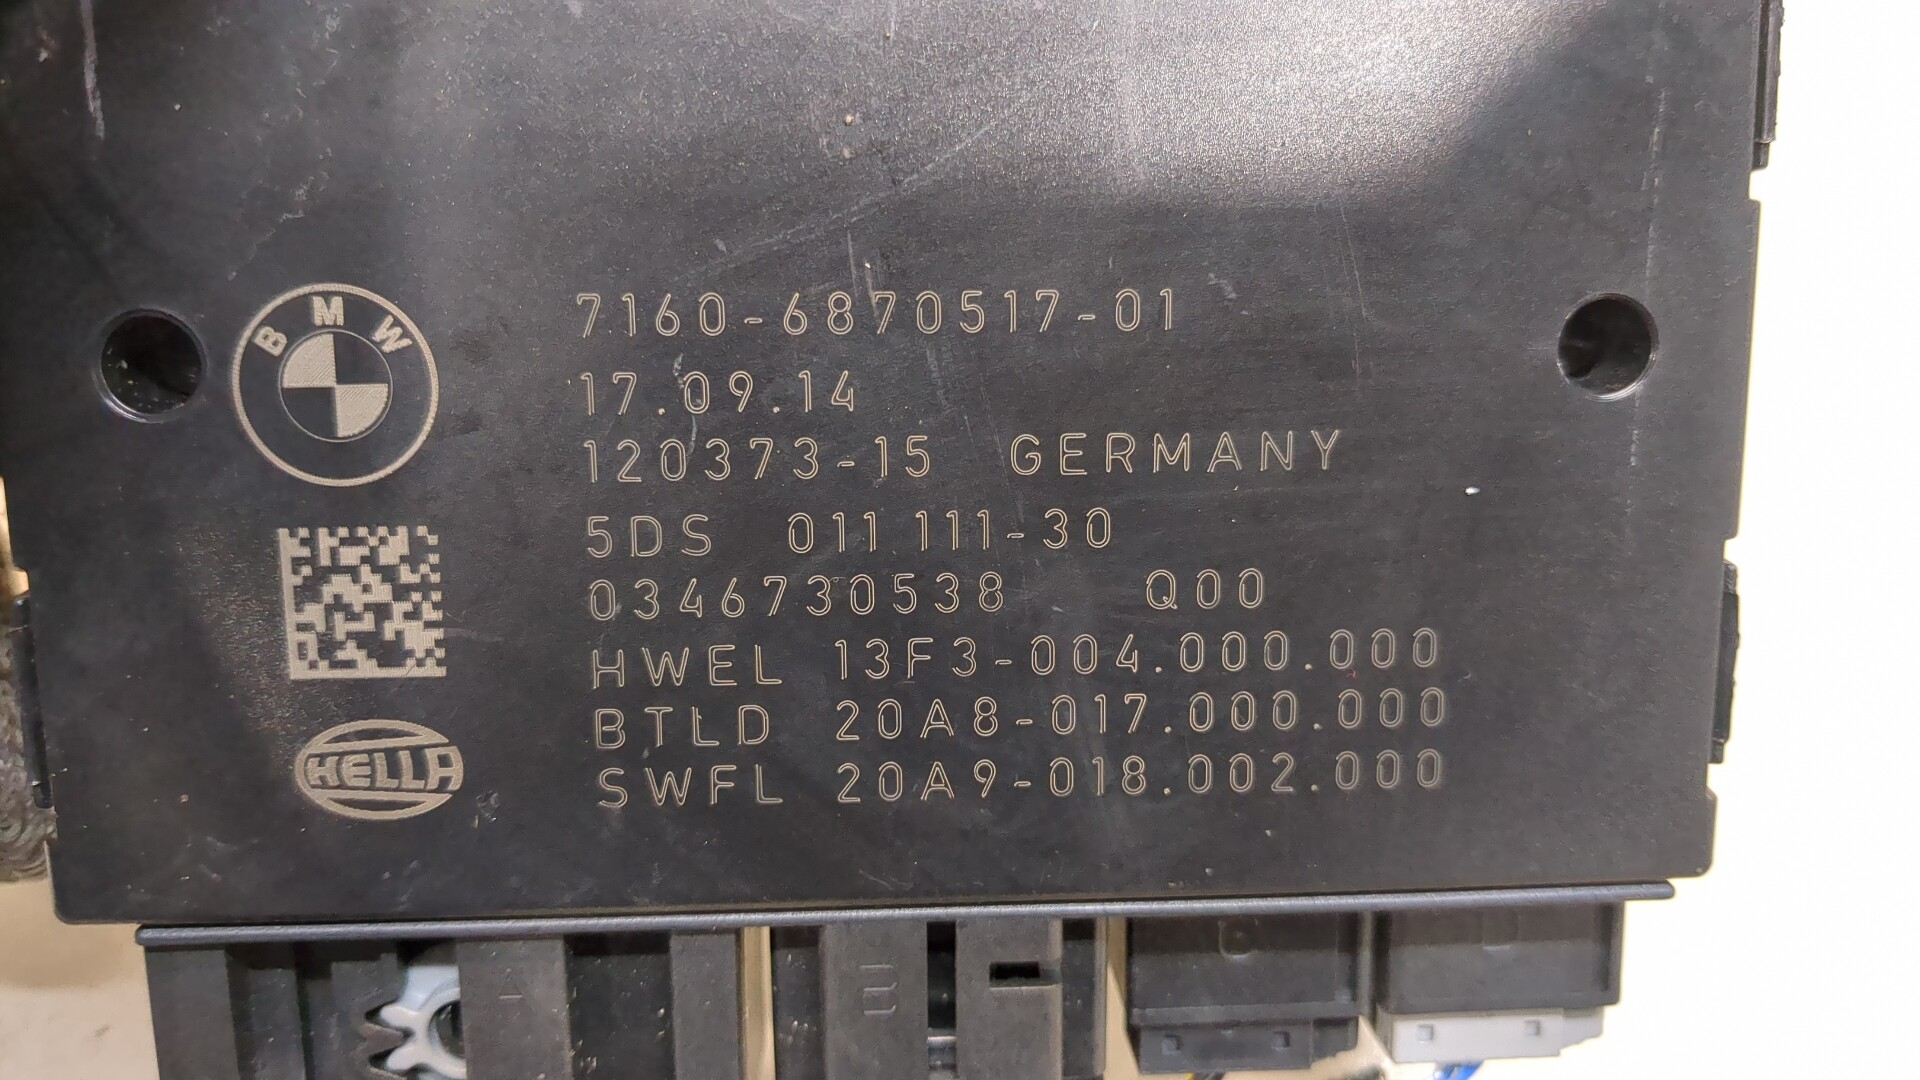 BMW
7160-6870517-01
17.09.14
120373-15 GERMANY
5DS 011 111-30
0346730538 Q00
HWEL 13F3-004.000.000
BTLD 20A8-017.000.000
SWFL 20A9-018.002.000
HELLA